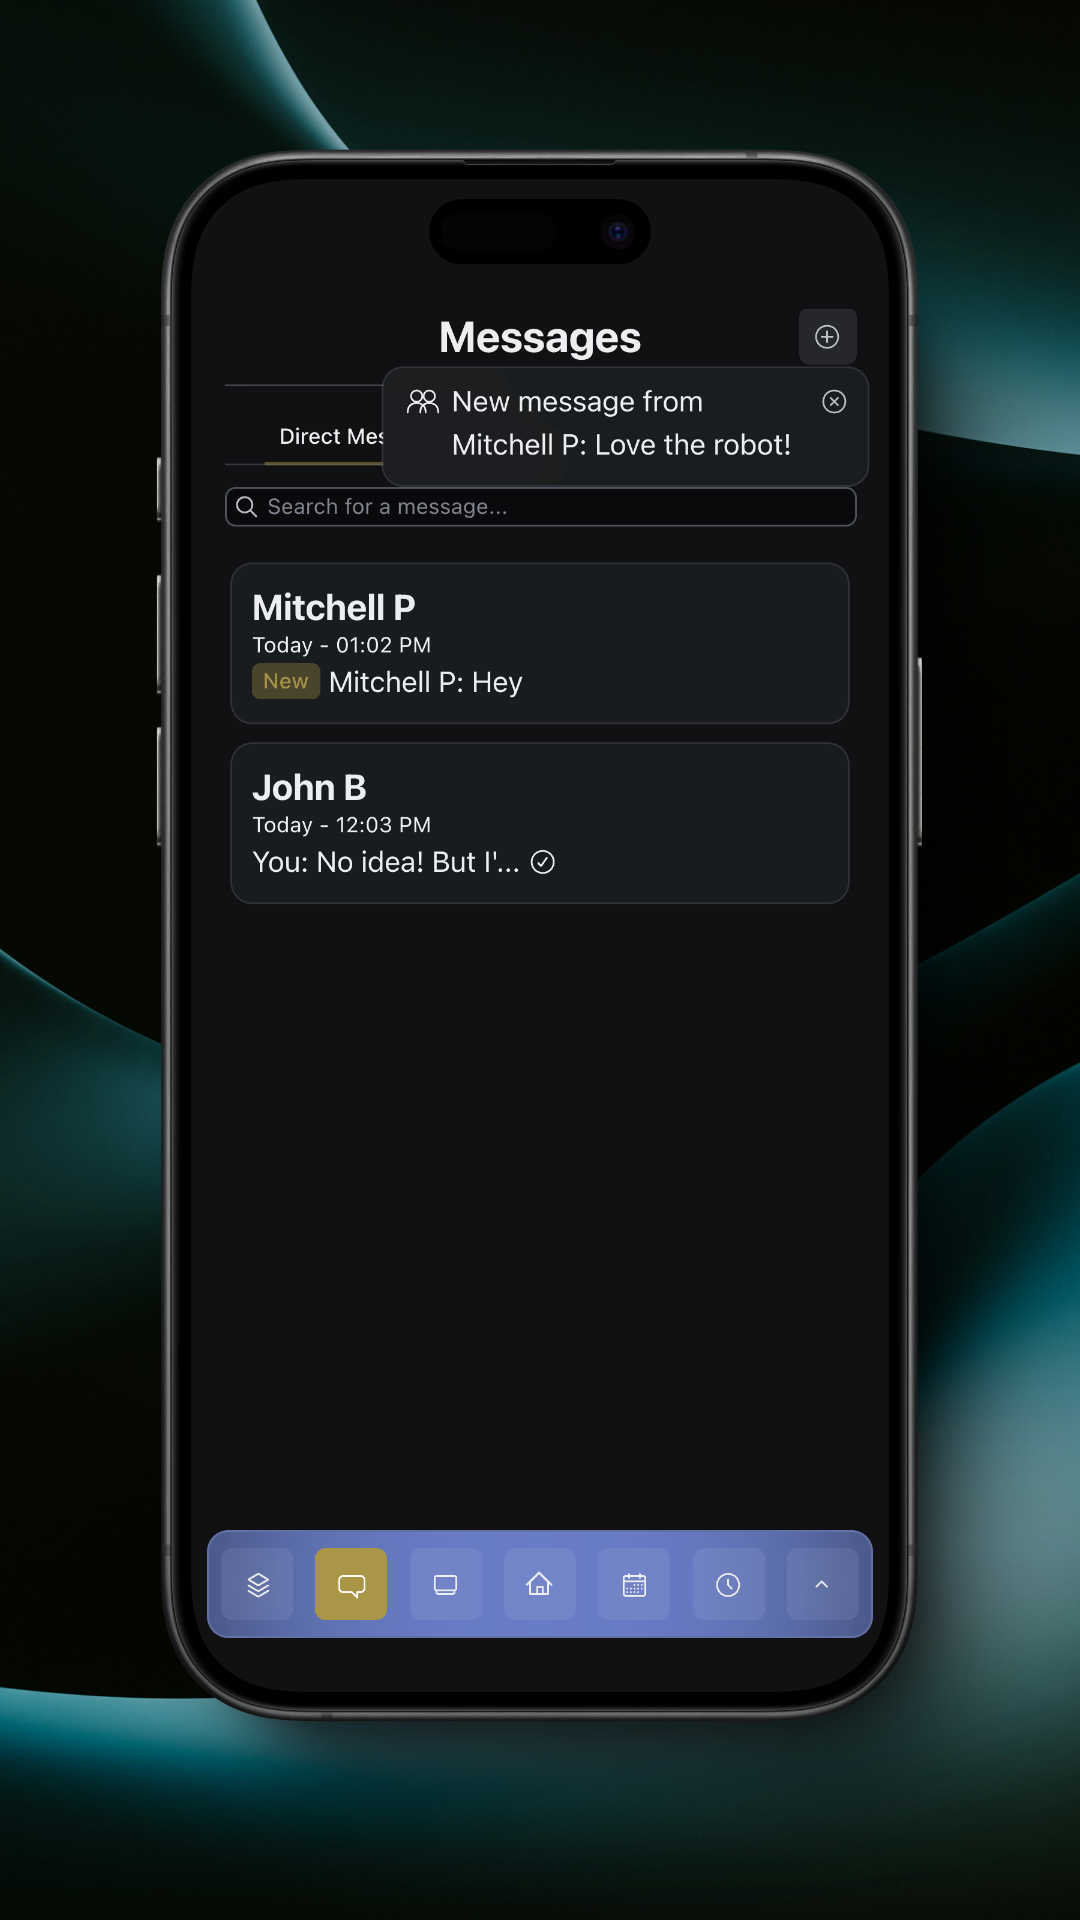 Messages
New message from
Mitchell P: Love the robot!
Direct Mes
Search for a message...
Mitchell P
Today - 01:02 PM
New Mitchell P: Hey
John B
Today - 12:03 PM
You: No idea! But I'...